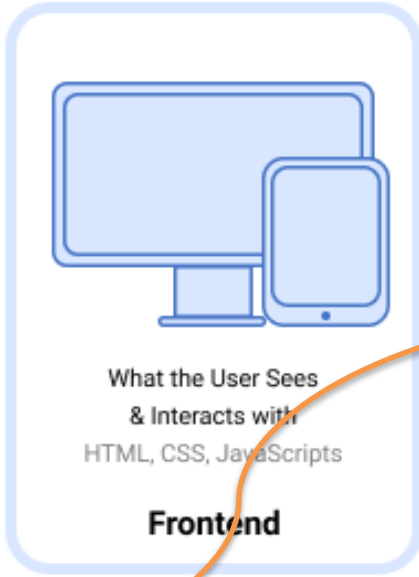 What the User Sees
& Interacts with
HTML, CSS, JavaScripts
Frontend